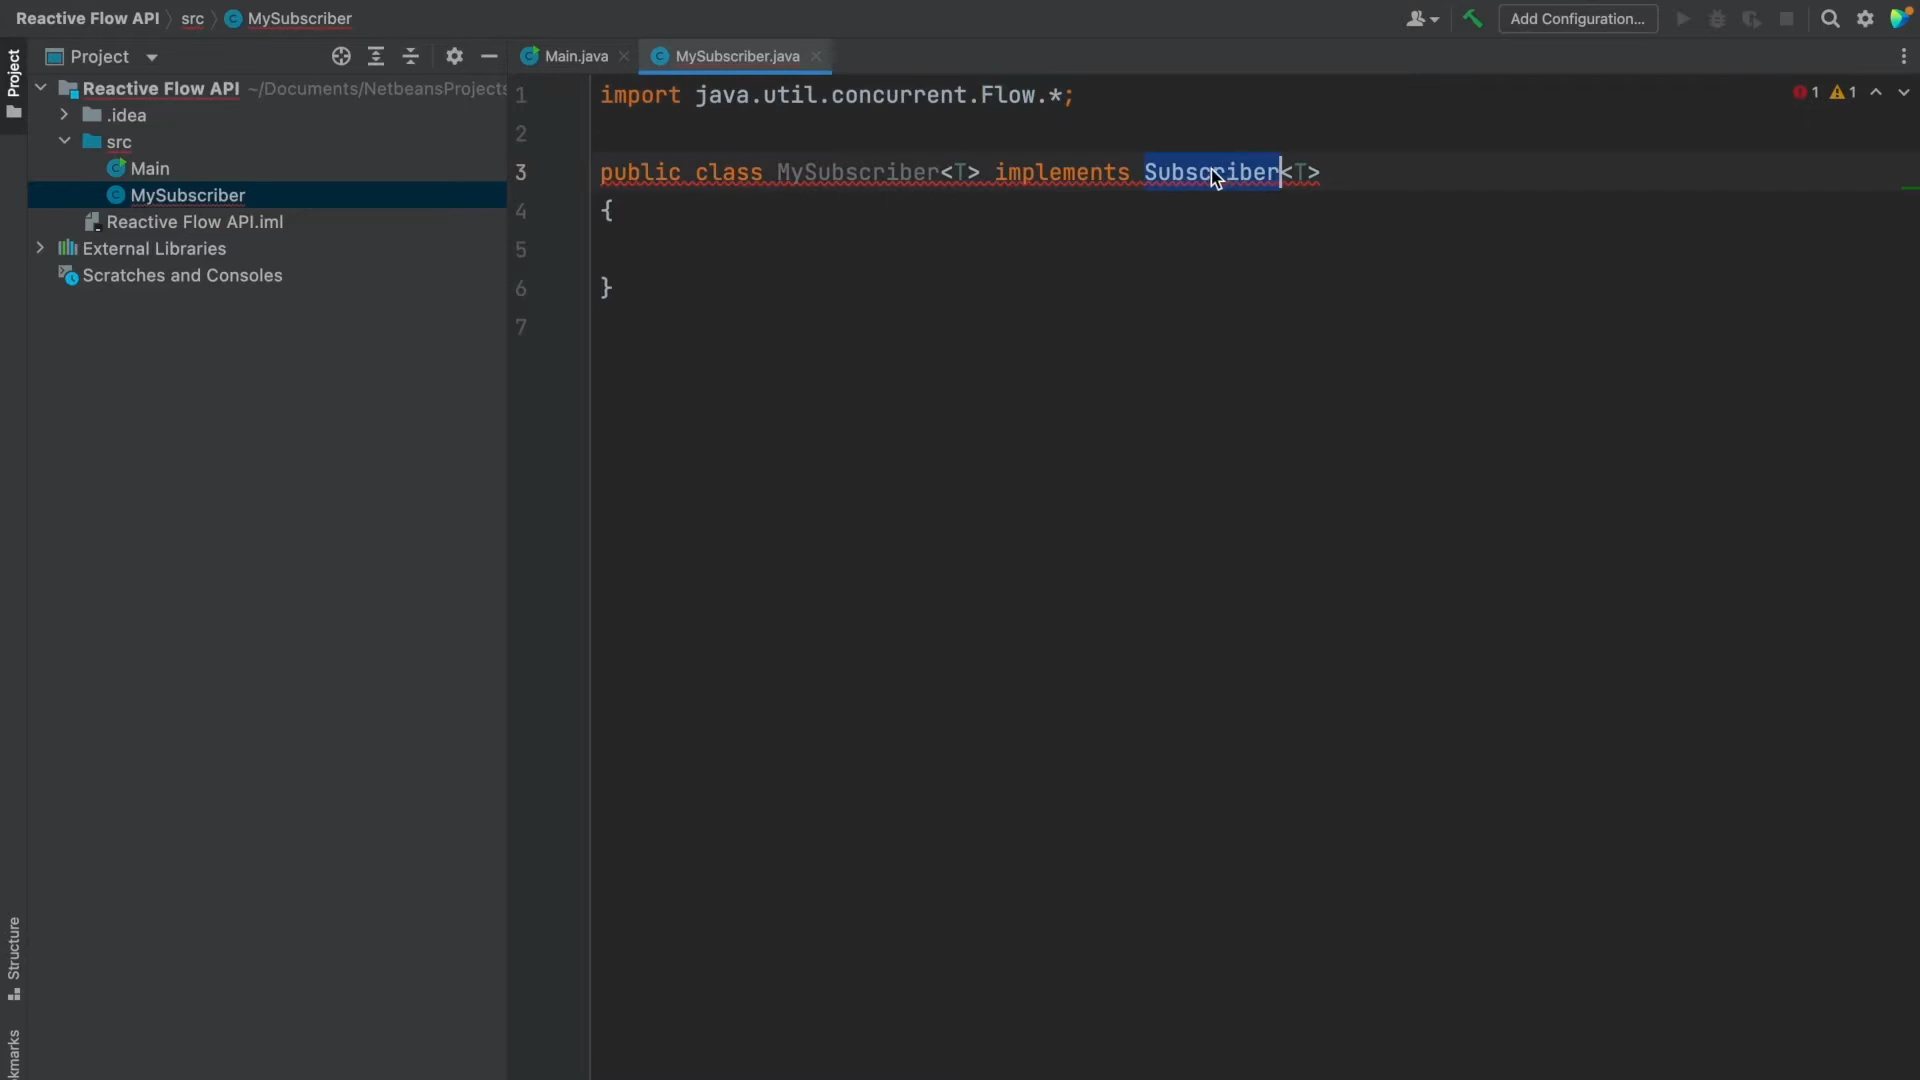 Reactive Flow API src MySubscriber
Add Configuration...
Project
Project
Main.java
MySubscriber.java
Reactive Flow API ~/Documents/NetbeansProjects
.idea
src
Main
MySubscriber
Reactive Flow API.iml
External Libraries
Scratches and Consoles
1 import java.util.concurrent.Flow.*;
2
3 public class MySubscriber<T> implements Subscriber<T>
4 {
5
6 }
7
1 1
Structure